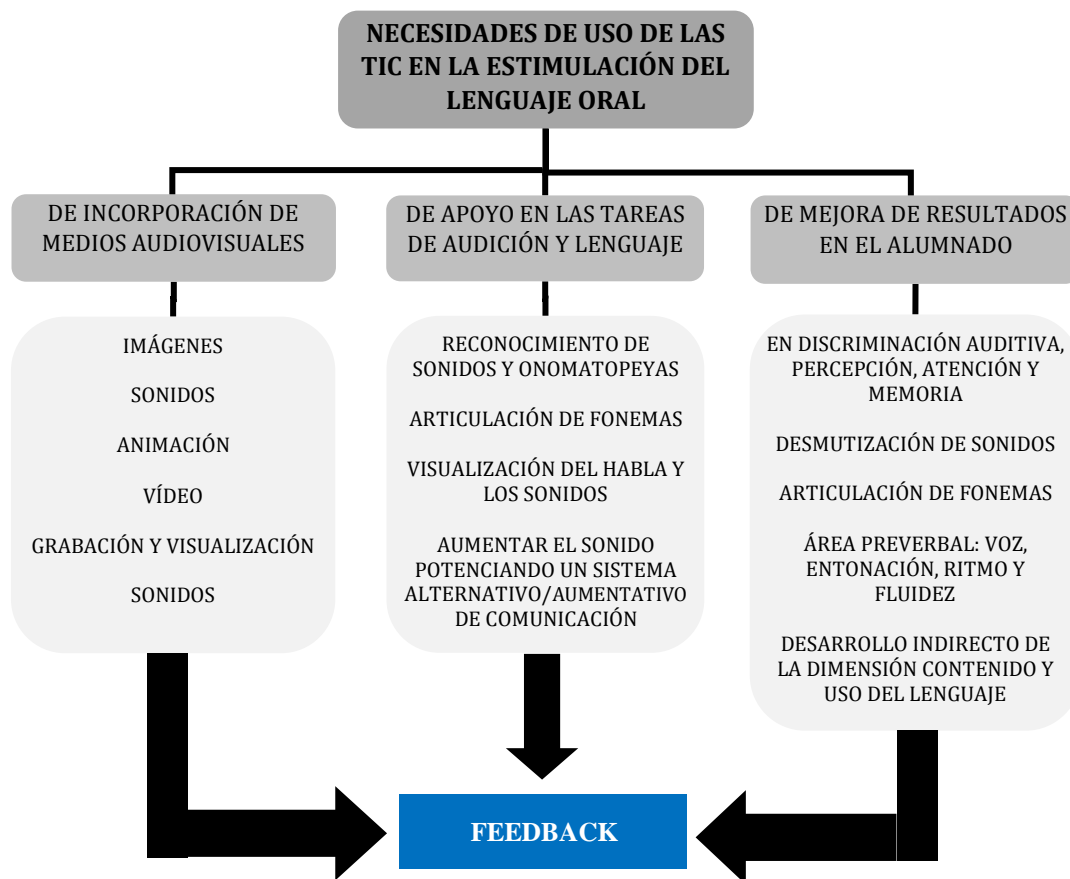 NECESIDADES DE USO DE LAS
TIC EN LA ESTIMULACIÓN DEL
LENGUAJE ORAL
DE INCORPORACIÓN DE
MEDIOS AUDIOVISUALES
IMÁGENES
SONIDOS
ANIMACIÓN
VÍDEO
GRABACIÓN Y VISUALIZACIÓN
SONIDOS
DE APOYO EN LAS TAREAS
DE AUDICIÓN Y LENGUAJE
RECONOCIMIENTO DE
SONIDOS Y ONOMATOPEYAS
ARTICULACIÓN DE FONEMAS
VISUALIZACIÓN DEL HABLA Y
LOS SONIDOS
AUMENTAR EL SONIDO
POTENCIANDO UN SISTEMA
ALTERNATIVO/AUMENTATIVO
DE COMUNICACIÓN
DE MEJORA DE RESULTADOS
EN EL ALUMNADO
EN DISCRIMINACIÓN AUDITIVA,
PERCEPCIÓN, ATENCIÓN Y
MEMORIA
DESMUTIZACIÓN DE SONIDOS
ARTICULACIÓN DE FONEMAS
ÁREA PREVERBAL: VOZ,
ENTONACIÓN, RITMO Y
FLUIDEZ
DESARROLLO INDIRECTO DE
LA DIMENSIÓN CONTENIDO Y
USO DEL LENGUAJE
FEEDBACK